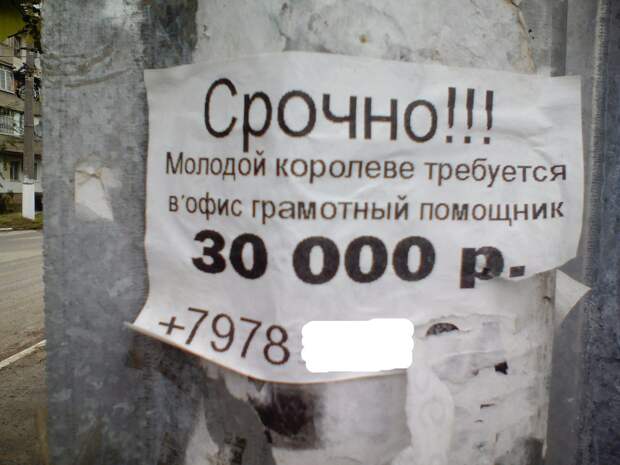 Срочно!!!
Молодой королеве требуется
в офис грамотный помощник
30 000 р.
+7978